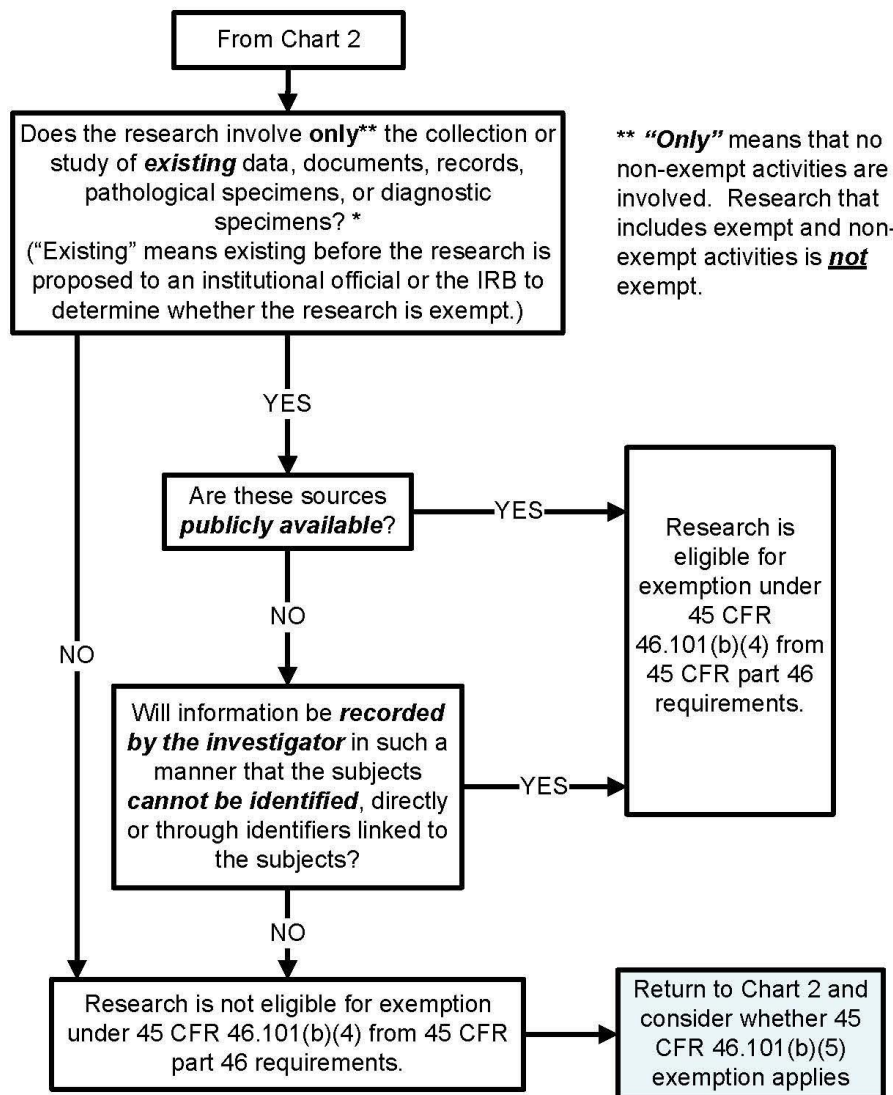 From Chart 2
Does the research involve only** the collection or
study of existing data, documents, records,
pathological specimens, or diagnostic
specimens? *
(“Existing” means existing before the research is
proposed to an institutional official or the IRB to
determine whether the research is exempt.)
** “Only” means that no
non-exempt activities are
involved. Research that
includes exempt and non-
exempt activities is not
exempt.
YES
Are these sources
publicly available?
YES
Research is
eligible for
exemption under
45 CFR
46.101(b)(4) from
45 CFR part 46
requirements.
NO
NO
Will information be recorded
by the investigator in such a
manner that the subjects
cannot be identified, directly
or through identifiers linked to
the subjects?
YES
NO
Research is not eligible for exemption
under 45 CFR 46.101(b)(4) from 45 CFR
part 46 requirements.
Return to Chart 2 and
consider whether 45
CFR 46.101(b)(5)
exemption applies